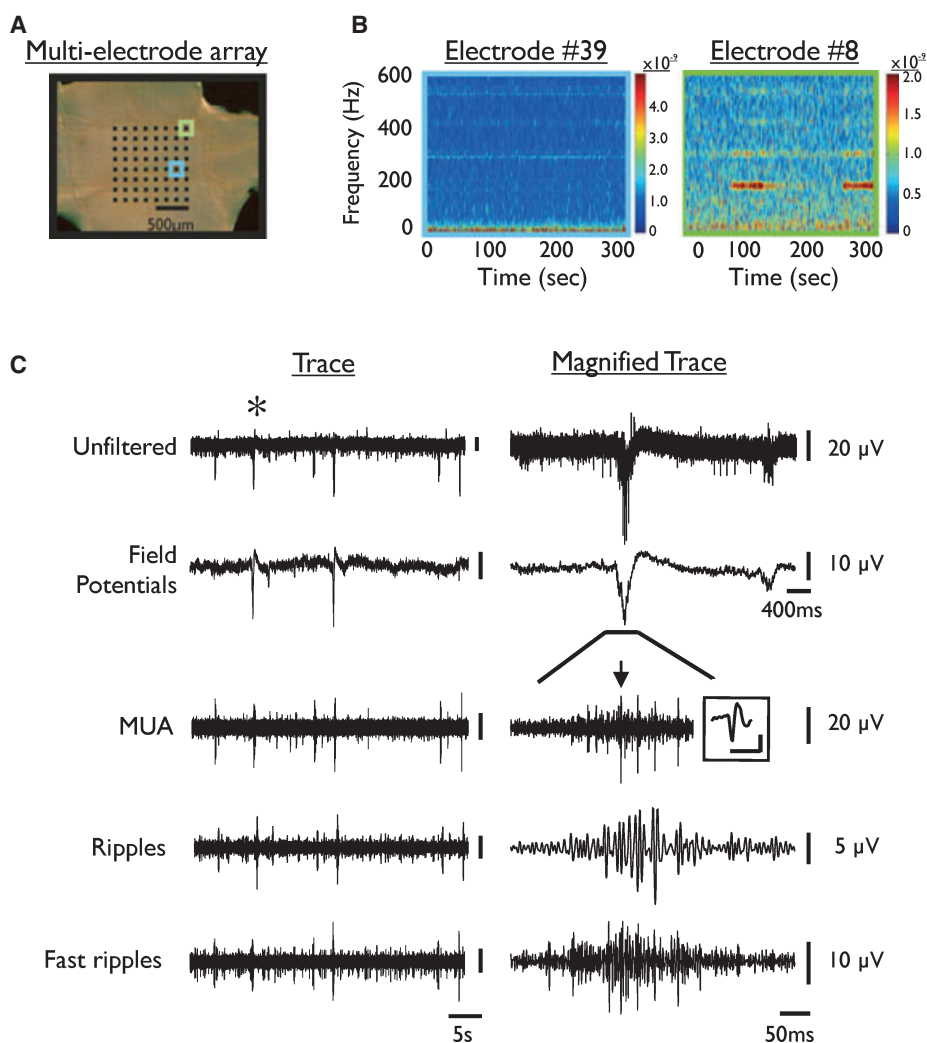 A
Multi-electrode array
500µm
B
Electrode #39
Electrode #8
×10⁻⁹
×10⁻⁹
Frequency (Hz)
600
400
200
0
4.0
3.0
2.0
1.0
0
2.0
1.5
1.0
0.5
0
0 100 200 300
0 100 200 300
Time (sec)
Time (sec)
C
Trace
Magnified Trace
*
Unfiltered
20 µV
Field
Potentials
10 µV
400ms
MUA
20 µV
Ripples
5 µV
Fast ripples
10 µV
5s
50ms